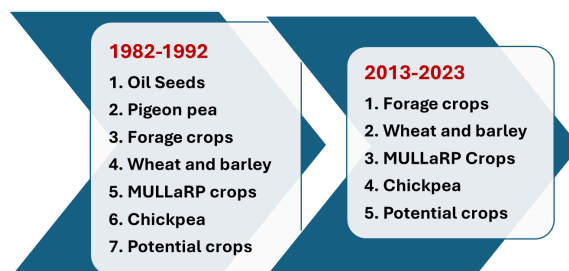 1982-1992
1. Oil Seeds
2. Pigeon pea
3. Forage crops
4. Wheat and barley
5. MULLaRP crops
6. Chickpea
7. Potential crops
2013-2023
1. Forage crops
2. Wheat and barley
3. MULLaRP Crops
4. Chickpea
5. Potential crops